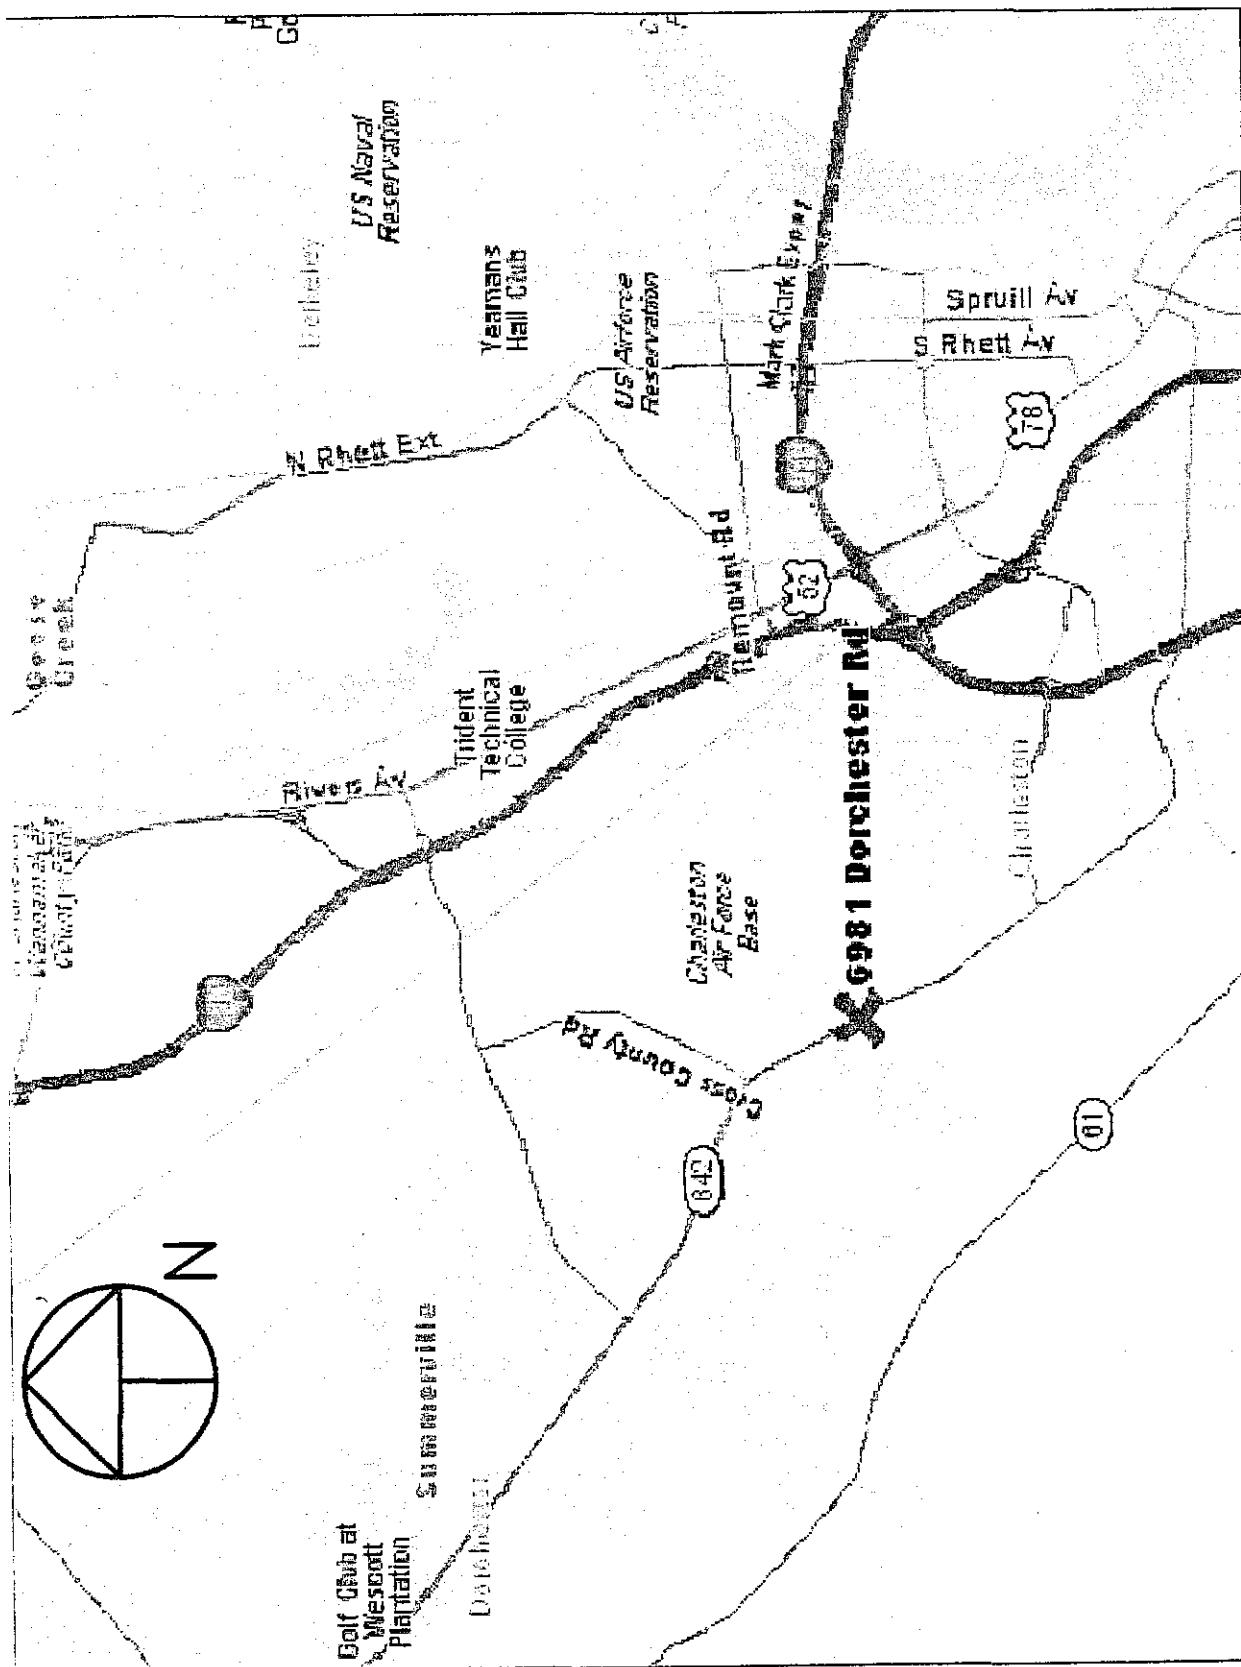 N
Goose
Creek
US Naval
Reservation
N Rhett Ext
Yeamans
Hall Club
Rivers Av
Trident
Technical
College
US Airforce
Reservation
Remount Rd
Mark Clark Expwy
52
78
S Rhett Av
Spruill Av
Golf Club at
Wescott
Plantation
Summerville
Cross County Rd
642
Charleston
Air Force
Base
6981 Dorchester Rd
Charleston
61